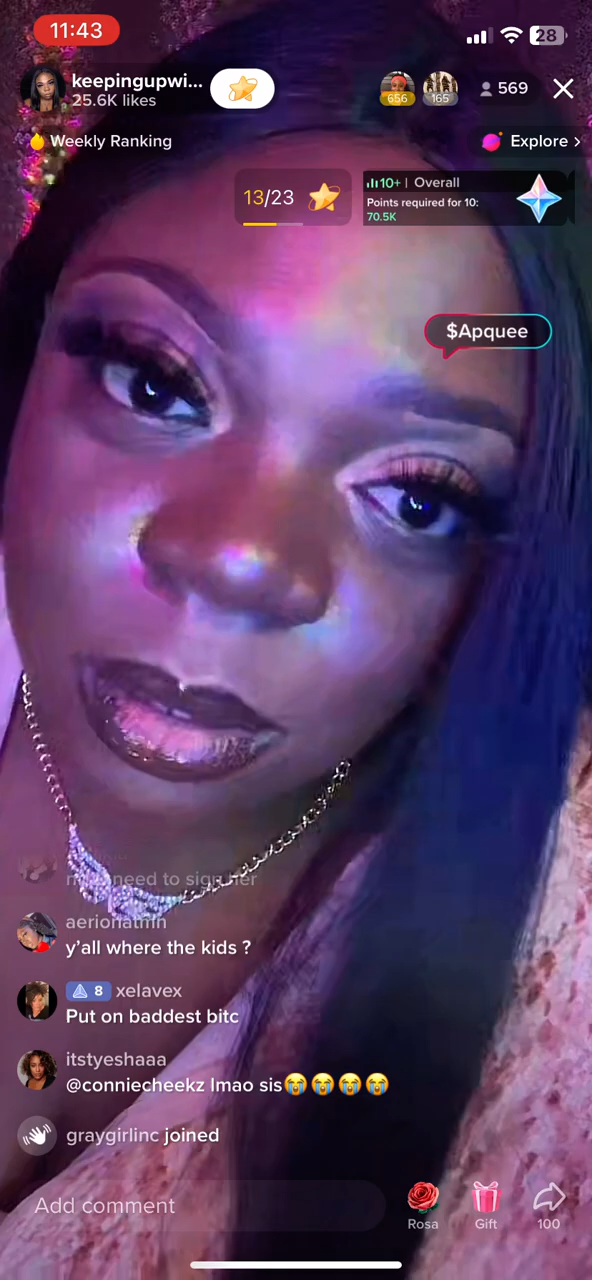 11:43
28
keepingupwi...
25.6K likes
656
165
569
Weekly Ranking
Explore >
13/23
10+ | Overall
Points required for 10:
70.5K
$Apquee
need to sign her
aerionatmn
y'all where the kids ?
8 xelavex
Put on baddest bitc
itstyeshaaa
@conniecheekz lmao sis😭😭😭😭
graygirlinc joined
Add comment
Rosa
Gift
100